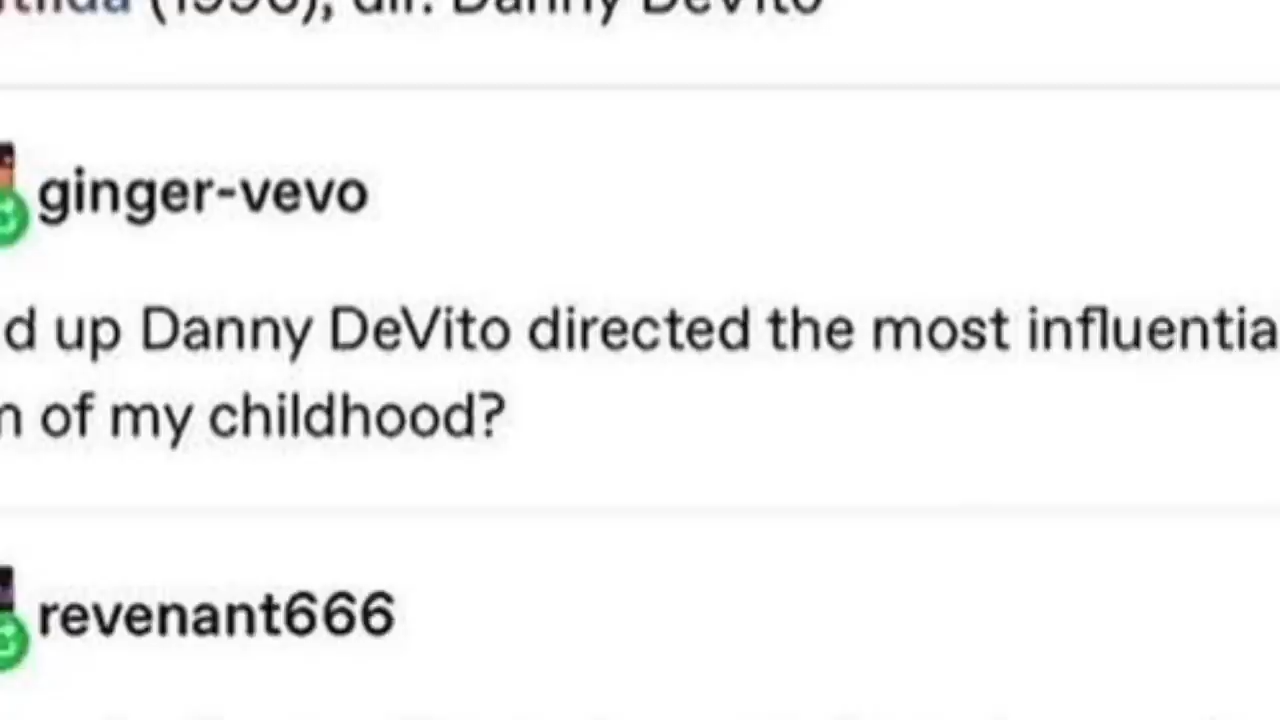 (1996), dir. Danny DeVito
ginger-vevo
d up Danny DeVito directed the most influentia
of my childhood?
revenant666